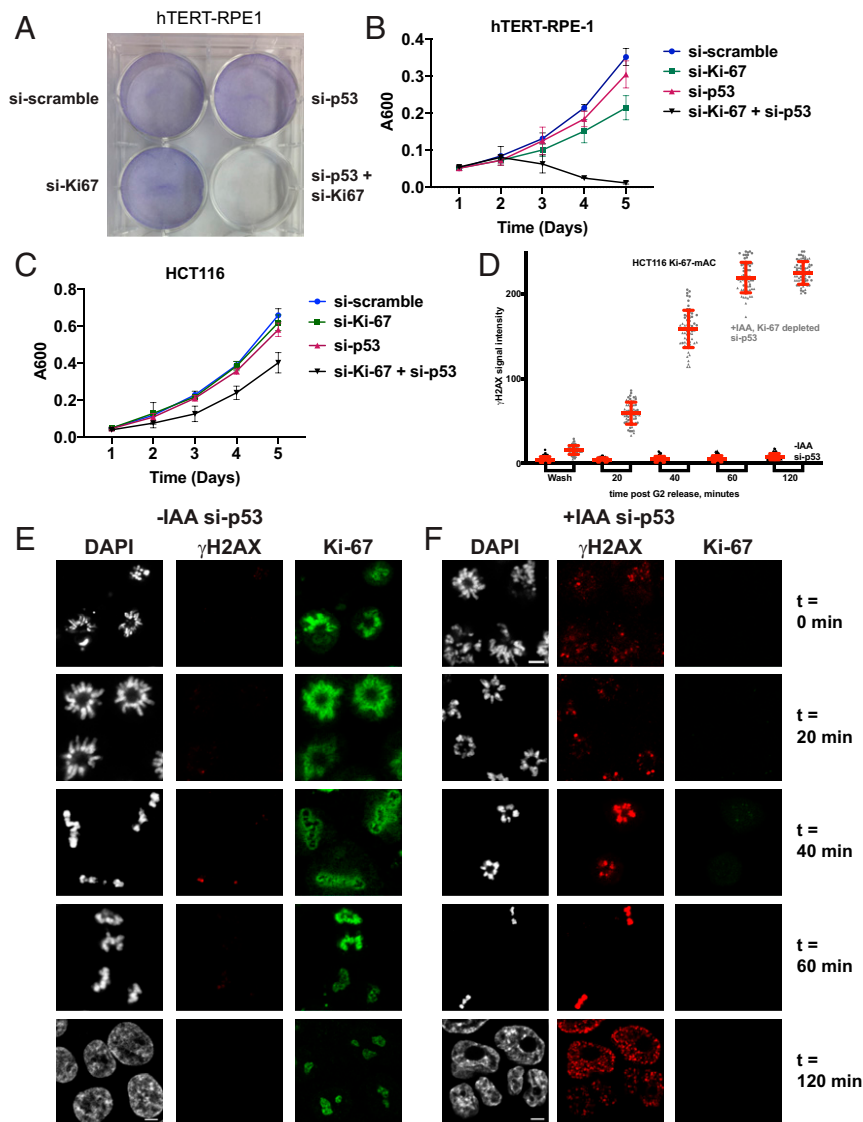 A
hTERT-RPE1
si-scramble
si-p53
si-Ki67
si-p53 +
si-Ki67
B
hTERT-RPE-1
A600
0.4
0.3
0.2
0.1
0.0
1 2 3 4 5
Time (Days)
si-scramble
si-Ki-67
si-p53
si-Ki-67 + si-p53
C
HCT116
A600
0.8
0.6
0.4
0.2
0.0
1 2 3 4 5
Time (Days)
si-scramble
si-Ki-67
si-p53
si-Ki-67 + si-p53
D
HCT116 Ki-67-mAC
γH2AX signal intensity
200
100
0
+IAA, Ki-67 depleted
si-p53
-IAA
si-p53
Wash 20 40 60 120
time post G2 release, minutes
E
-IAA si-p53
DAPI γH2AX Ki-67
F
+IAA si-p53
DAPI γH2AX Ki-67
t =
0 min
t =
20 min
t =
40 min
t =
60 min
t =
120 min